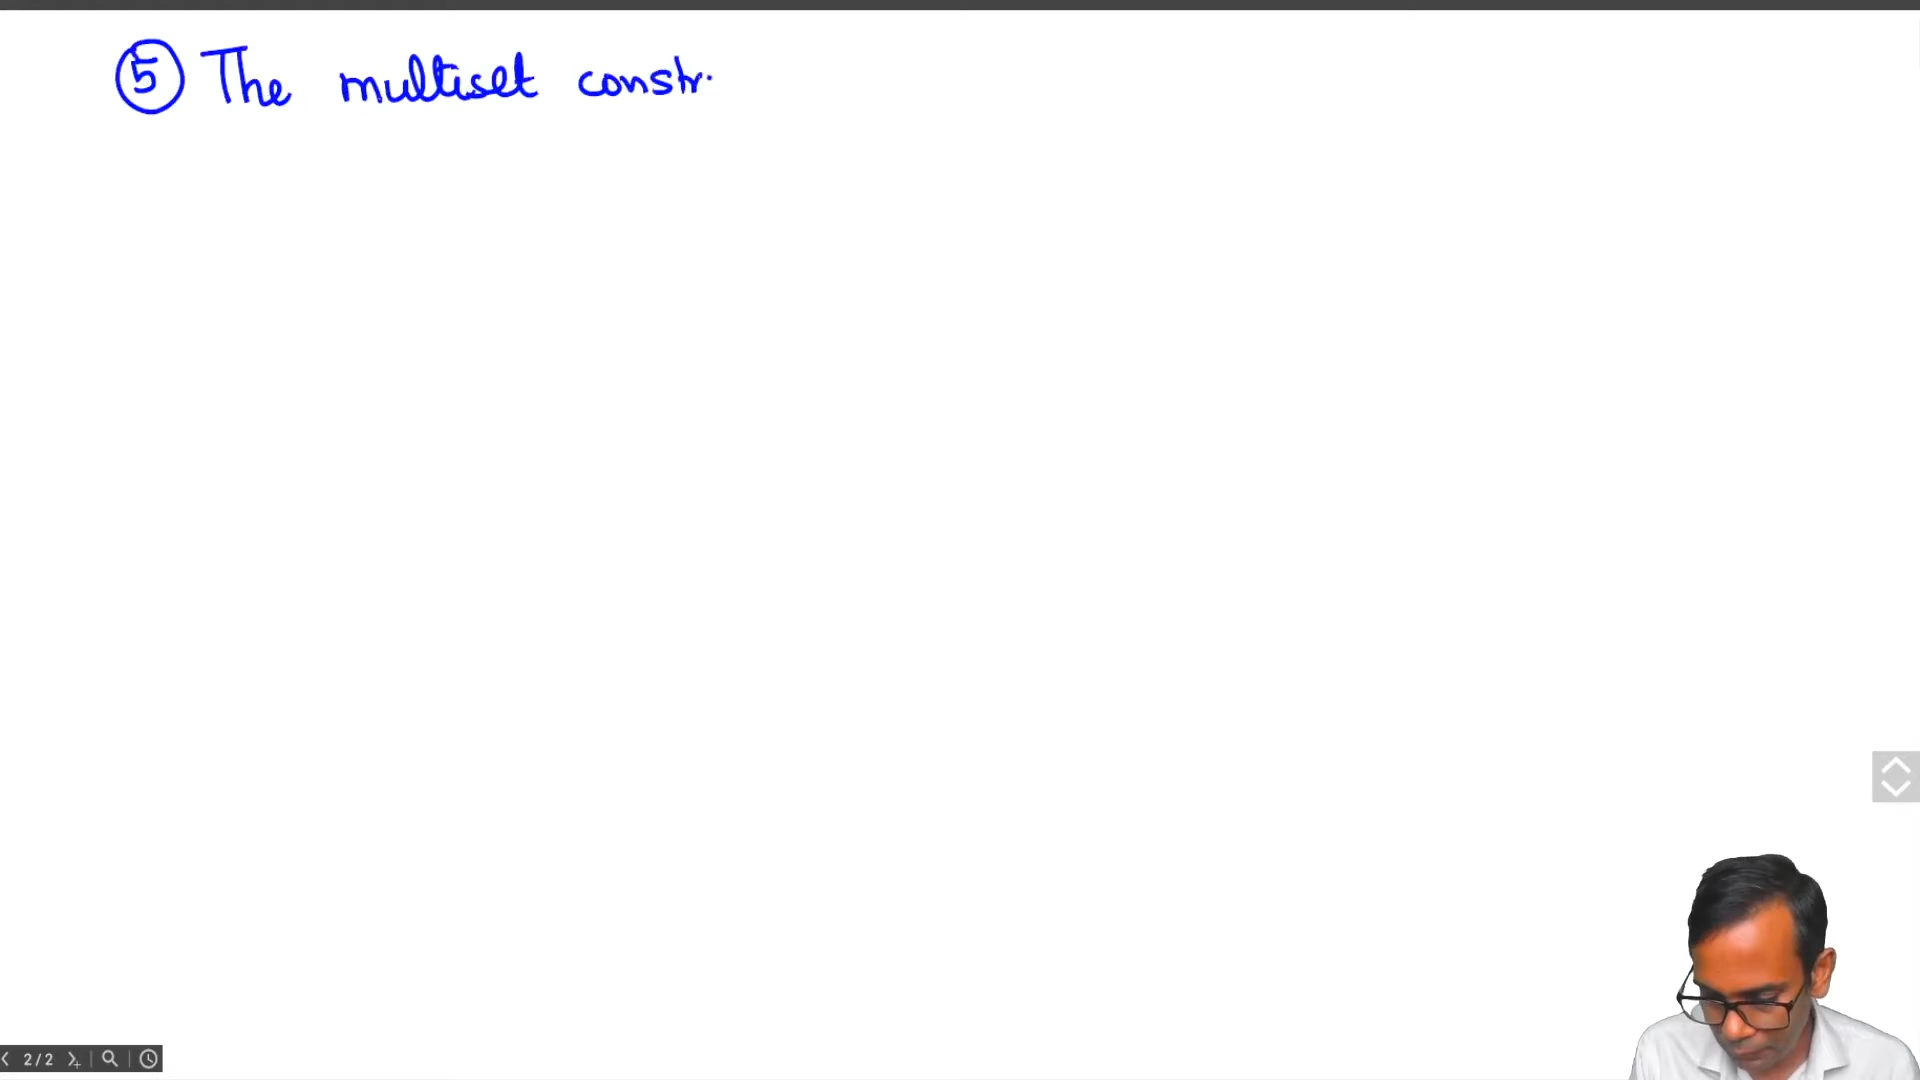 ⑤ The multiset constr.
2/2